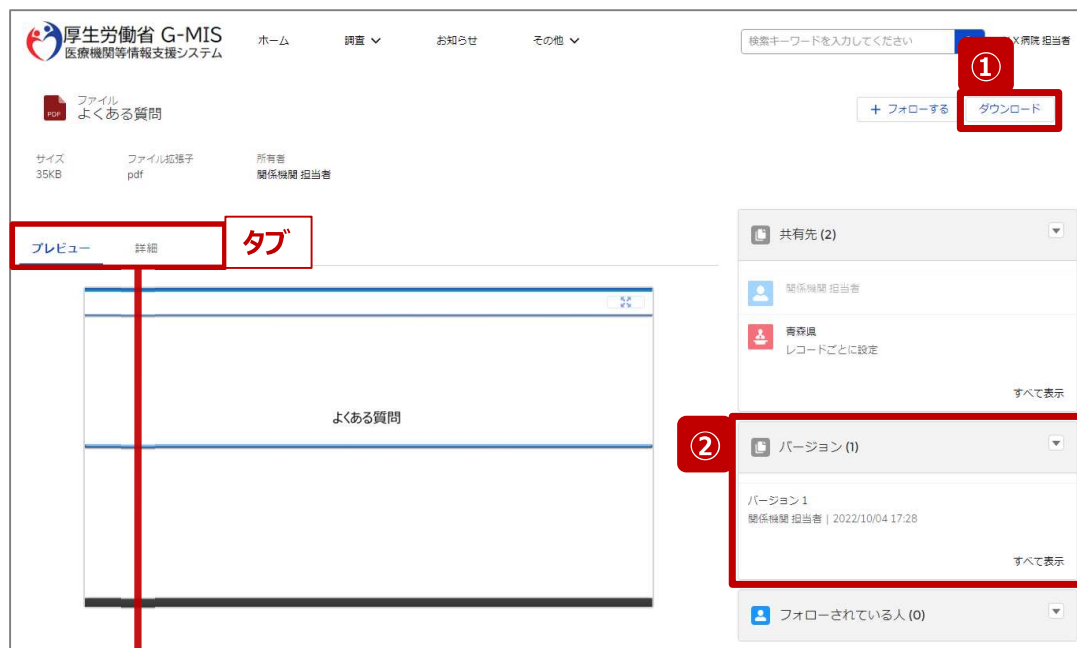 厚生労働省 G-MIS
医療機関等情報支援システム
ホーム
調査
お知らせ
その他
検索キーワードを入力してください
X病院 担当者
①
PDF
ファイル
よくある質問
+ フォローする
ダウンロード
サイズ
ファイル拡張子
所有者
35KB
pdf
関係機関 担当者
プレビュー
詳細
タブ
よくある質問
共有先 (2)
関係機関 担当者
青森県
レコードごとに設定
すべて表示
②
バージョン (1)
バージョン 1
関係機関 担当者 | 2022/10/04 17:28
すべて表示
フォローされている人 (0)